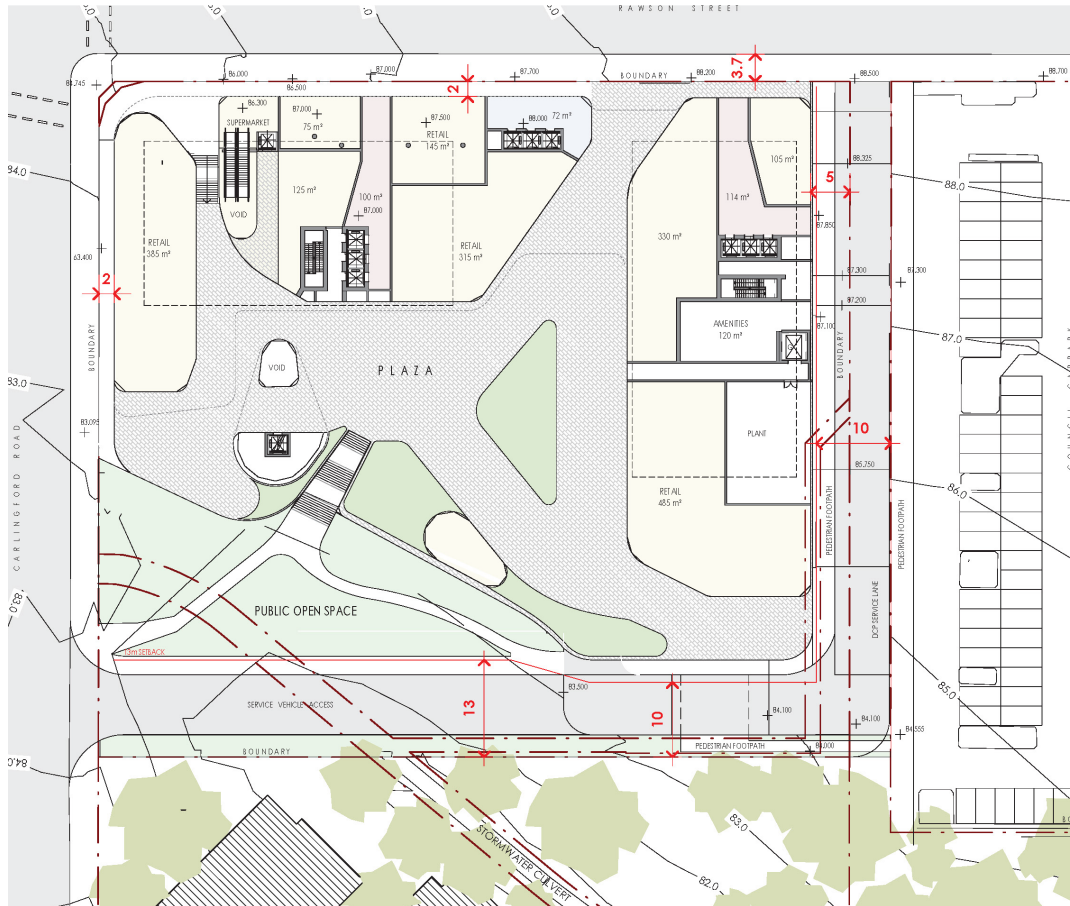 RAWSON STREET
84.745
86.000
86.500
87.000
87.700
BOUNDARY
88.200
3.7
88.500
88.700
2
86.300
SUPERMARKET
87.000
75 m²
87.500
RETAIL
145 m²
88.000
72 m²
105 m²
88.325
84.0
125 m²
100 m²
87.000
114 m²
5
88.0
VOID
RETAIL
385 m²
RETAIL
315 m²
330 m²
87.850
63.400
2
87.300
87.300
87.200
BOUNDARY
AMENITIES
120 m²
87.100
BOUNDARY
87.0
VOID
PLAZA
83.0
83.095
CARLINGFORD ROAD
PLANT
10
85.750
86.0
RETAIL
485 m²
PEDESTRIAN FOOTPATH
PEDESTRIAN FOOTPATH
83.0
PUBLIC OPEN SPACE
DCP SERVICE LANE
13m SETBACK
85.0
SERVICE VEHICLE ACCESS
13
83.500
10
84.100
84.100
84.555
84.0
BOUNDARY
PEDESTRIAN FOOTPATH
84.000
STORMWATER CULVERT
83.0
82.0